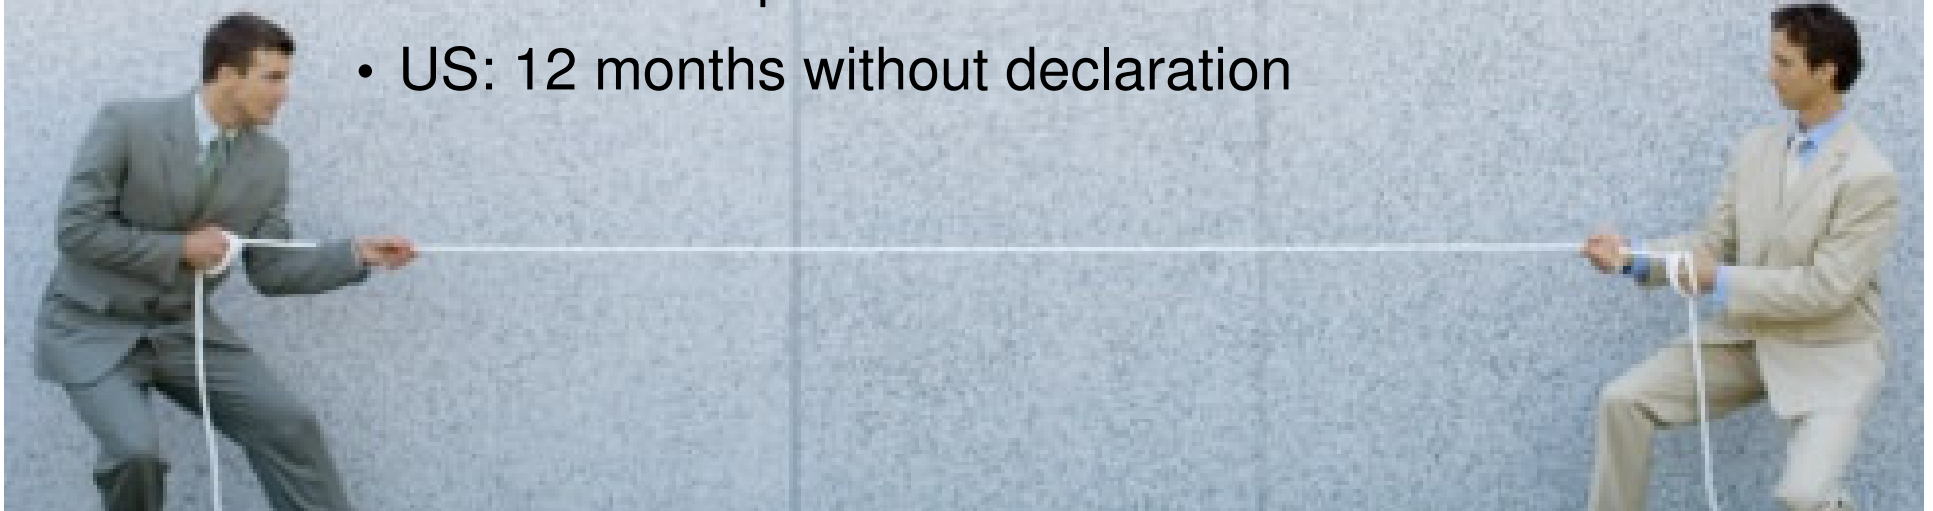 • US: 12 months without declaration